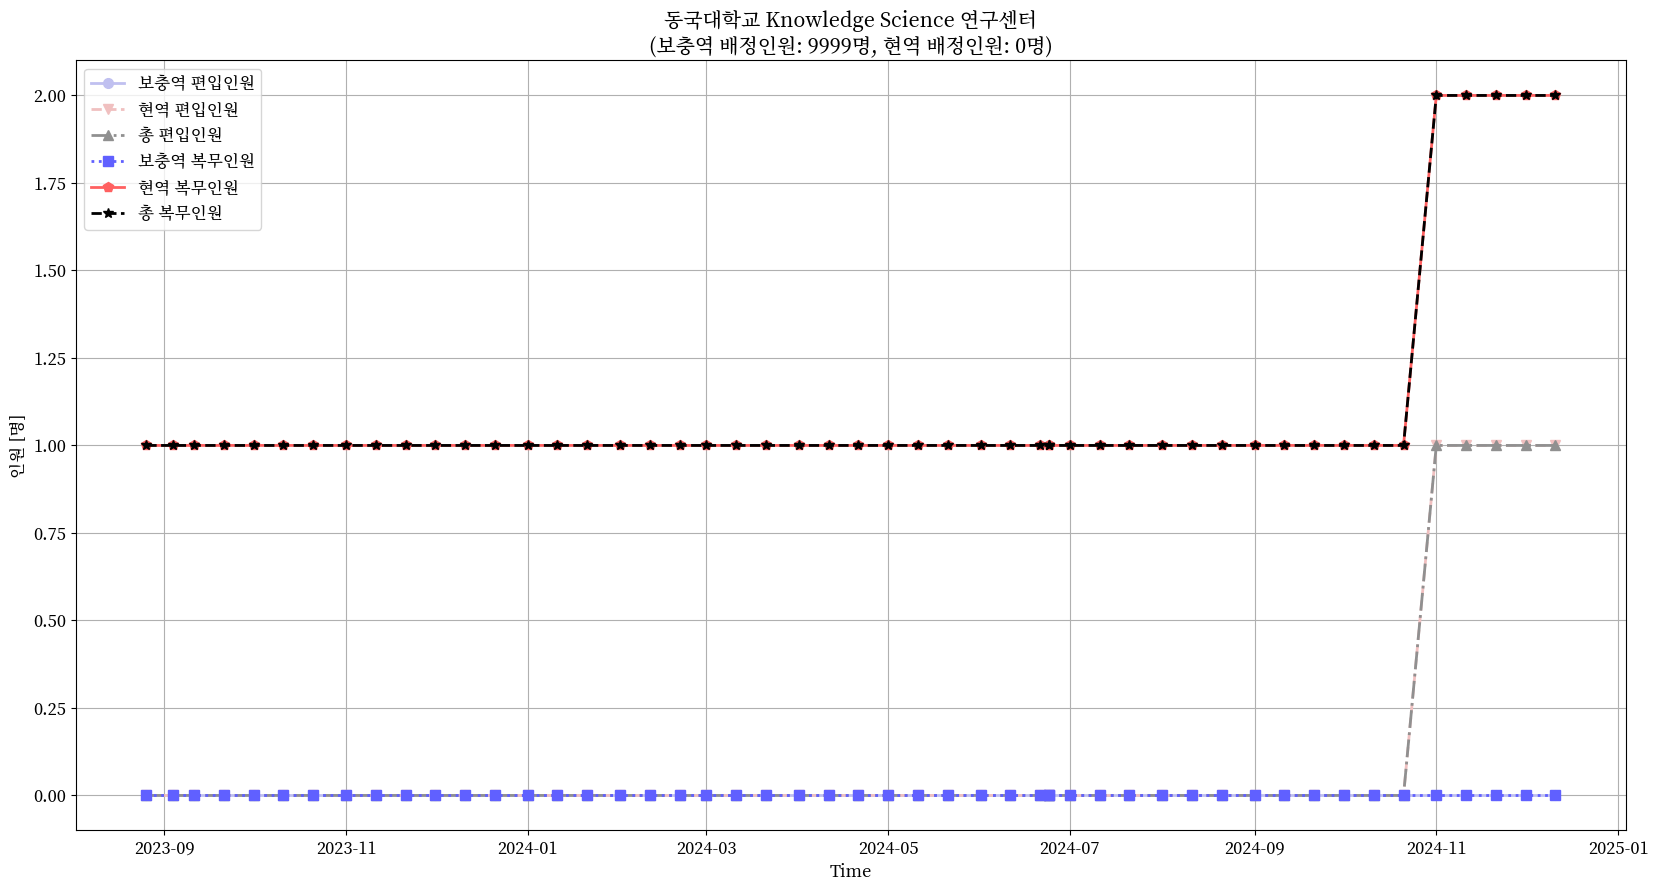 동국대학교 Knowledge Science 연구센터
(보충역 배정인원: 9999명, 현역 배정인원: 0명)
보충역 편입인원
현역 편입인원
총 편입인원
보충역 복무인원
현역 복무인원
총 복무인원
2.00
1.75
1.50
1.25
1.00
0.75
0.50
0.25
0.00
인원 [명]
2023-09 2023-11 2024-01 2024-03 2024-05 2024-07 2024-09 2024-11 2025-01
Time